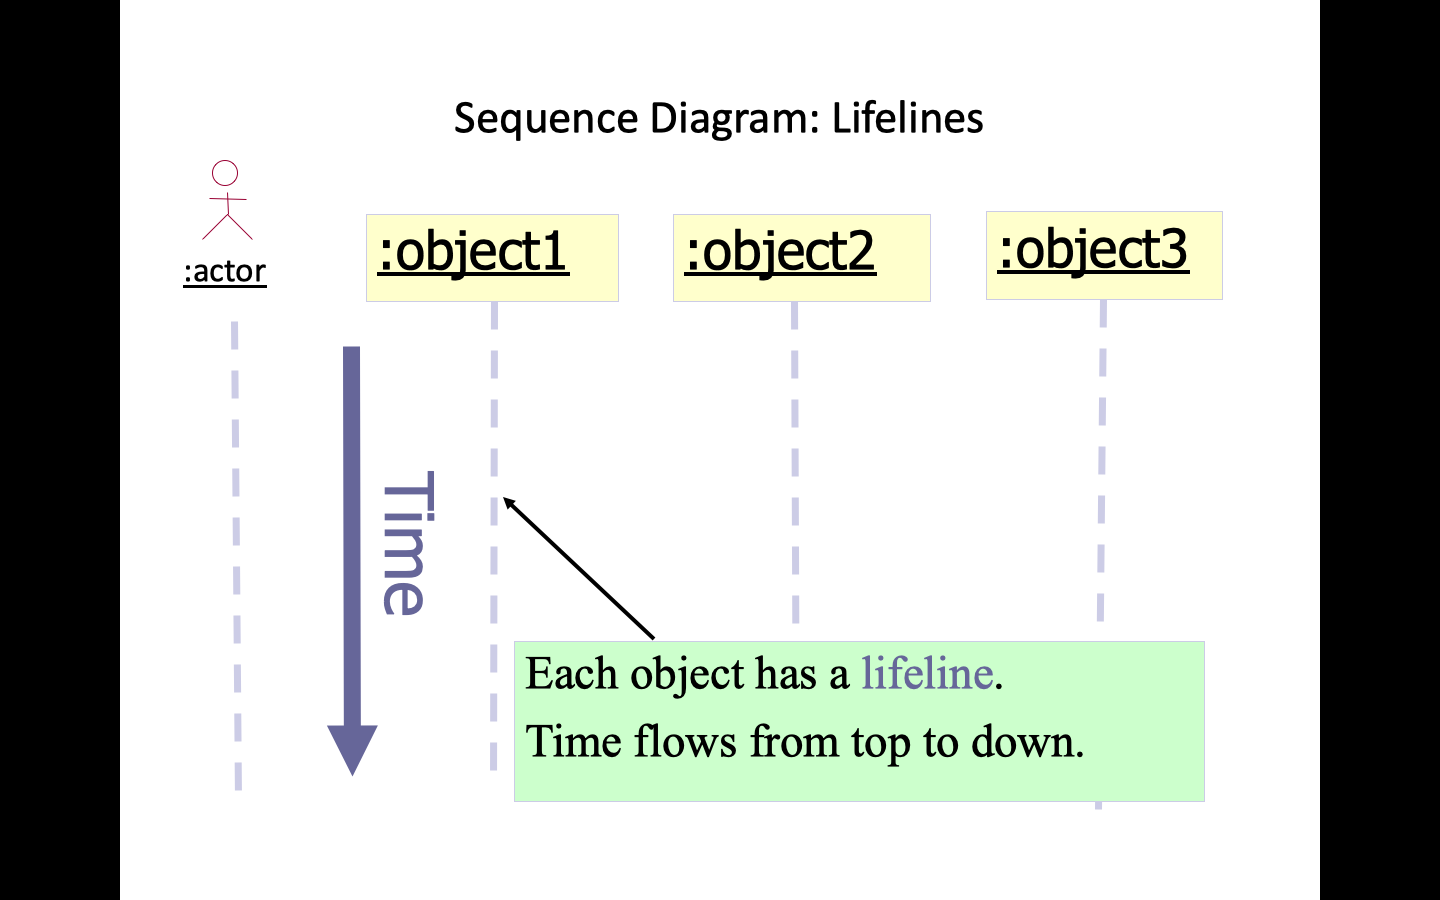 Sequence Diagram: Lifelines
:actor
:object1
:object2
:object3
Time
Each object has a lifeline.
Time flows from top to down.